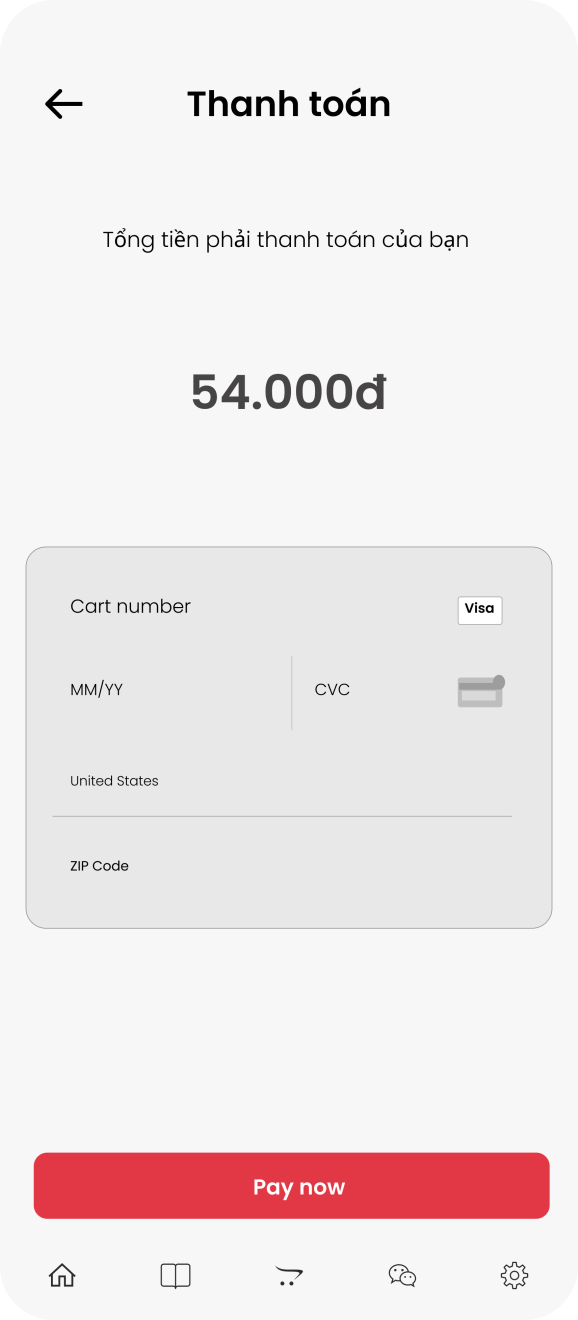 Thanh toán
Tổng tiền phải thanh toán của bạn
54.000đ
Cart number
Visa
MM/YY
CVC
United States
ZIP Code
Pay now